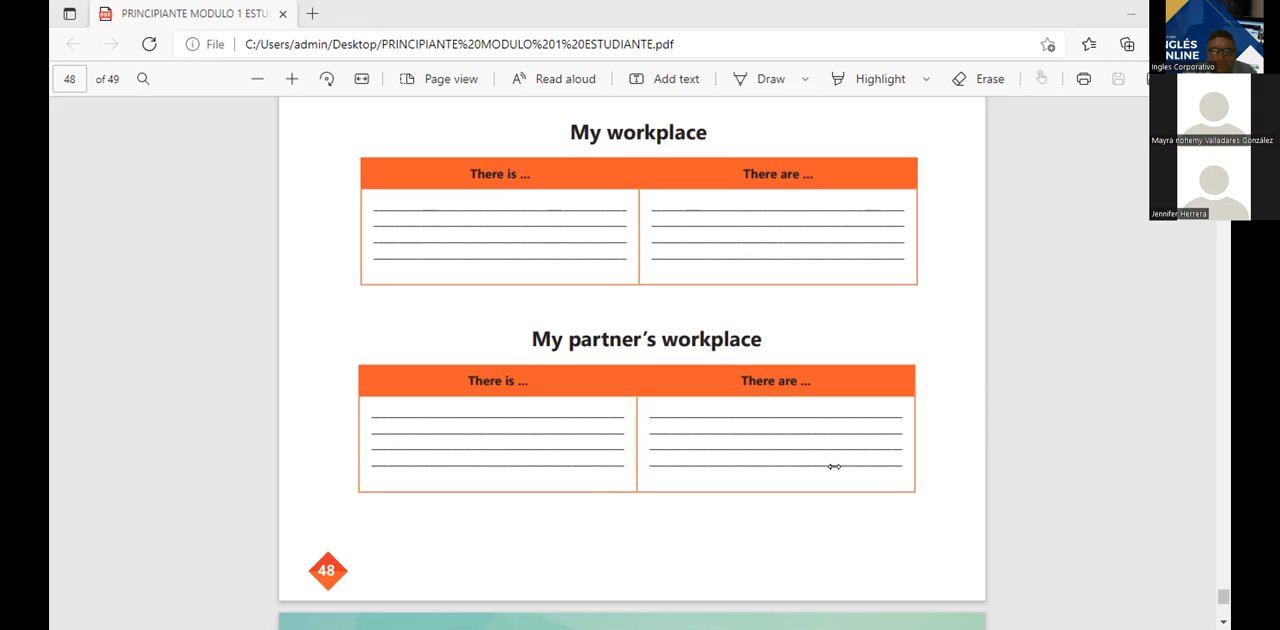 PRINCIPIANTE MODULO 1 ESTU
File C:/Users/admin/Desktop/PRINCIPIANTE%20MODULO%201%20ESTUDIANTE.pdf
48 of 49 Page view Read aloud Add text Draw Highlight Erase
INGLÉS
ONLINE
Ingles Corporativo
Mayra nohemy Valladares González
Jennifer Herrera
My workplace
There is ... There are ...
My partner's workplace
There is ... There are ...
48